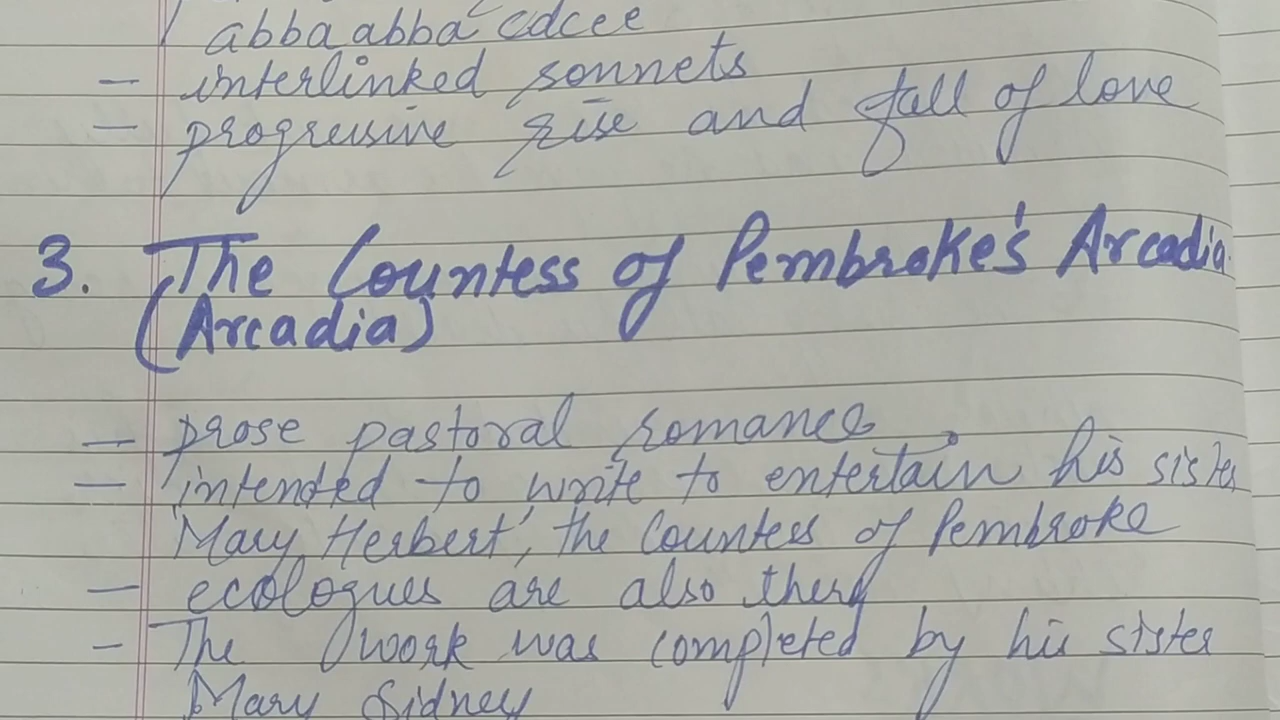 abba abba cdcee
– interlinked sonnets
– progressive rise and fall of love
3. The Countess of Pembroke's Arcadia
(Arcadia)
– prose pastoral romance
– intended to write to entertain his sister
'Mary Herbert', the Countess of Pembroke
– ecologues are also there
– The work was completed by his sister
Mary Sidney